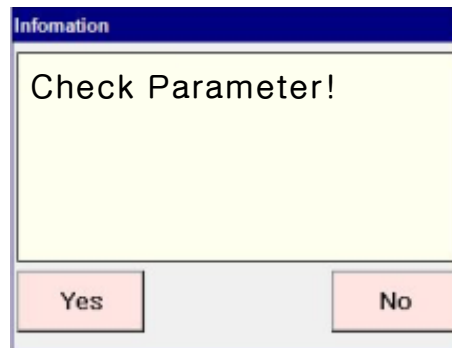 Infomation
Check Parameter!
Yes
No